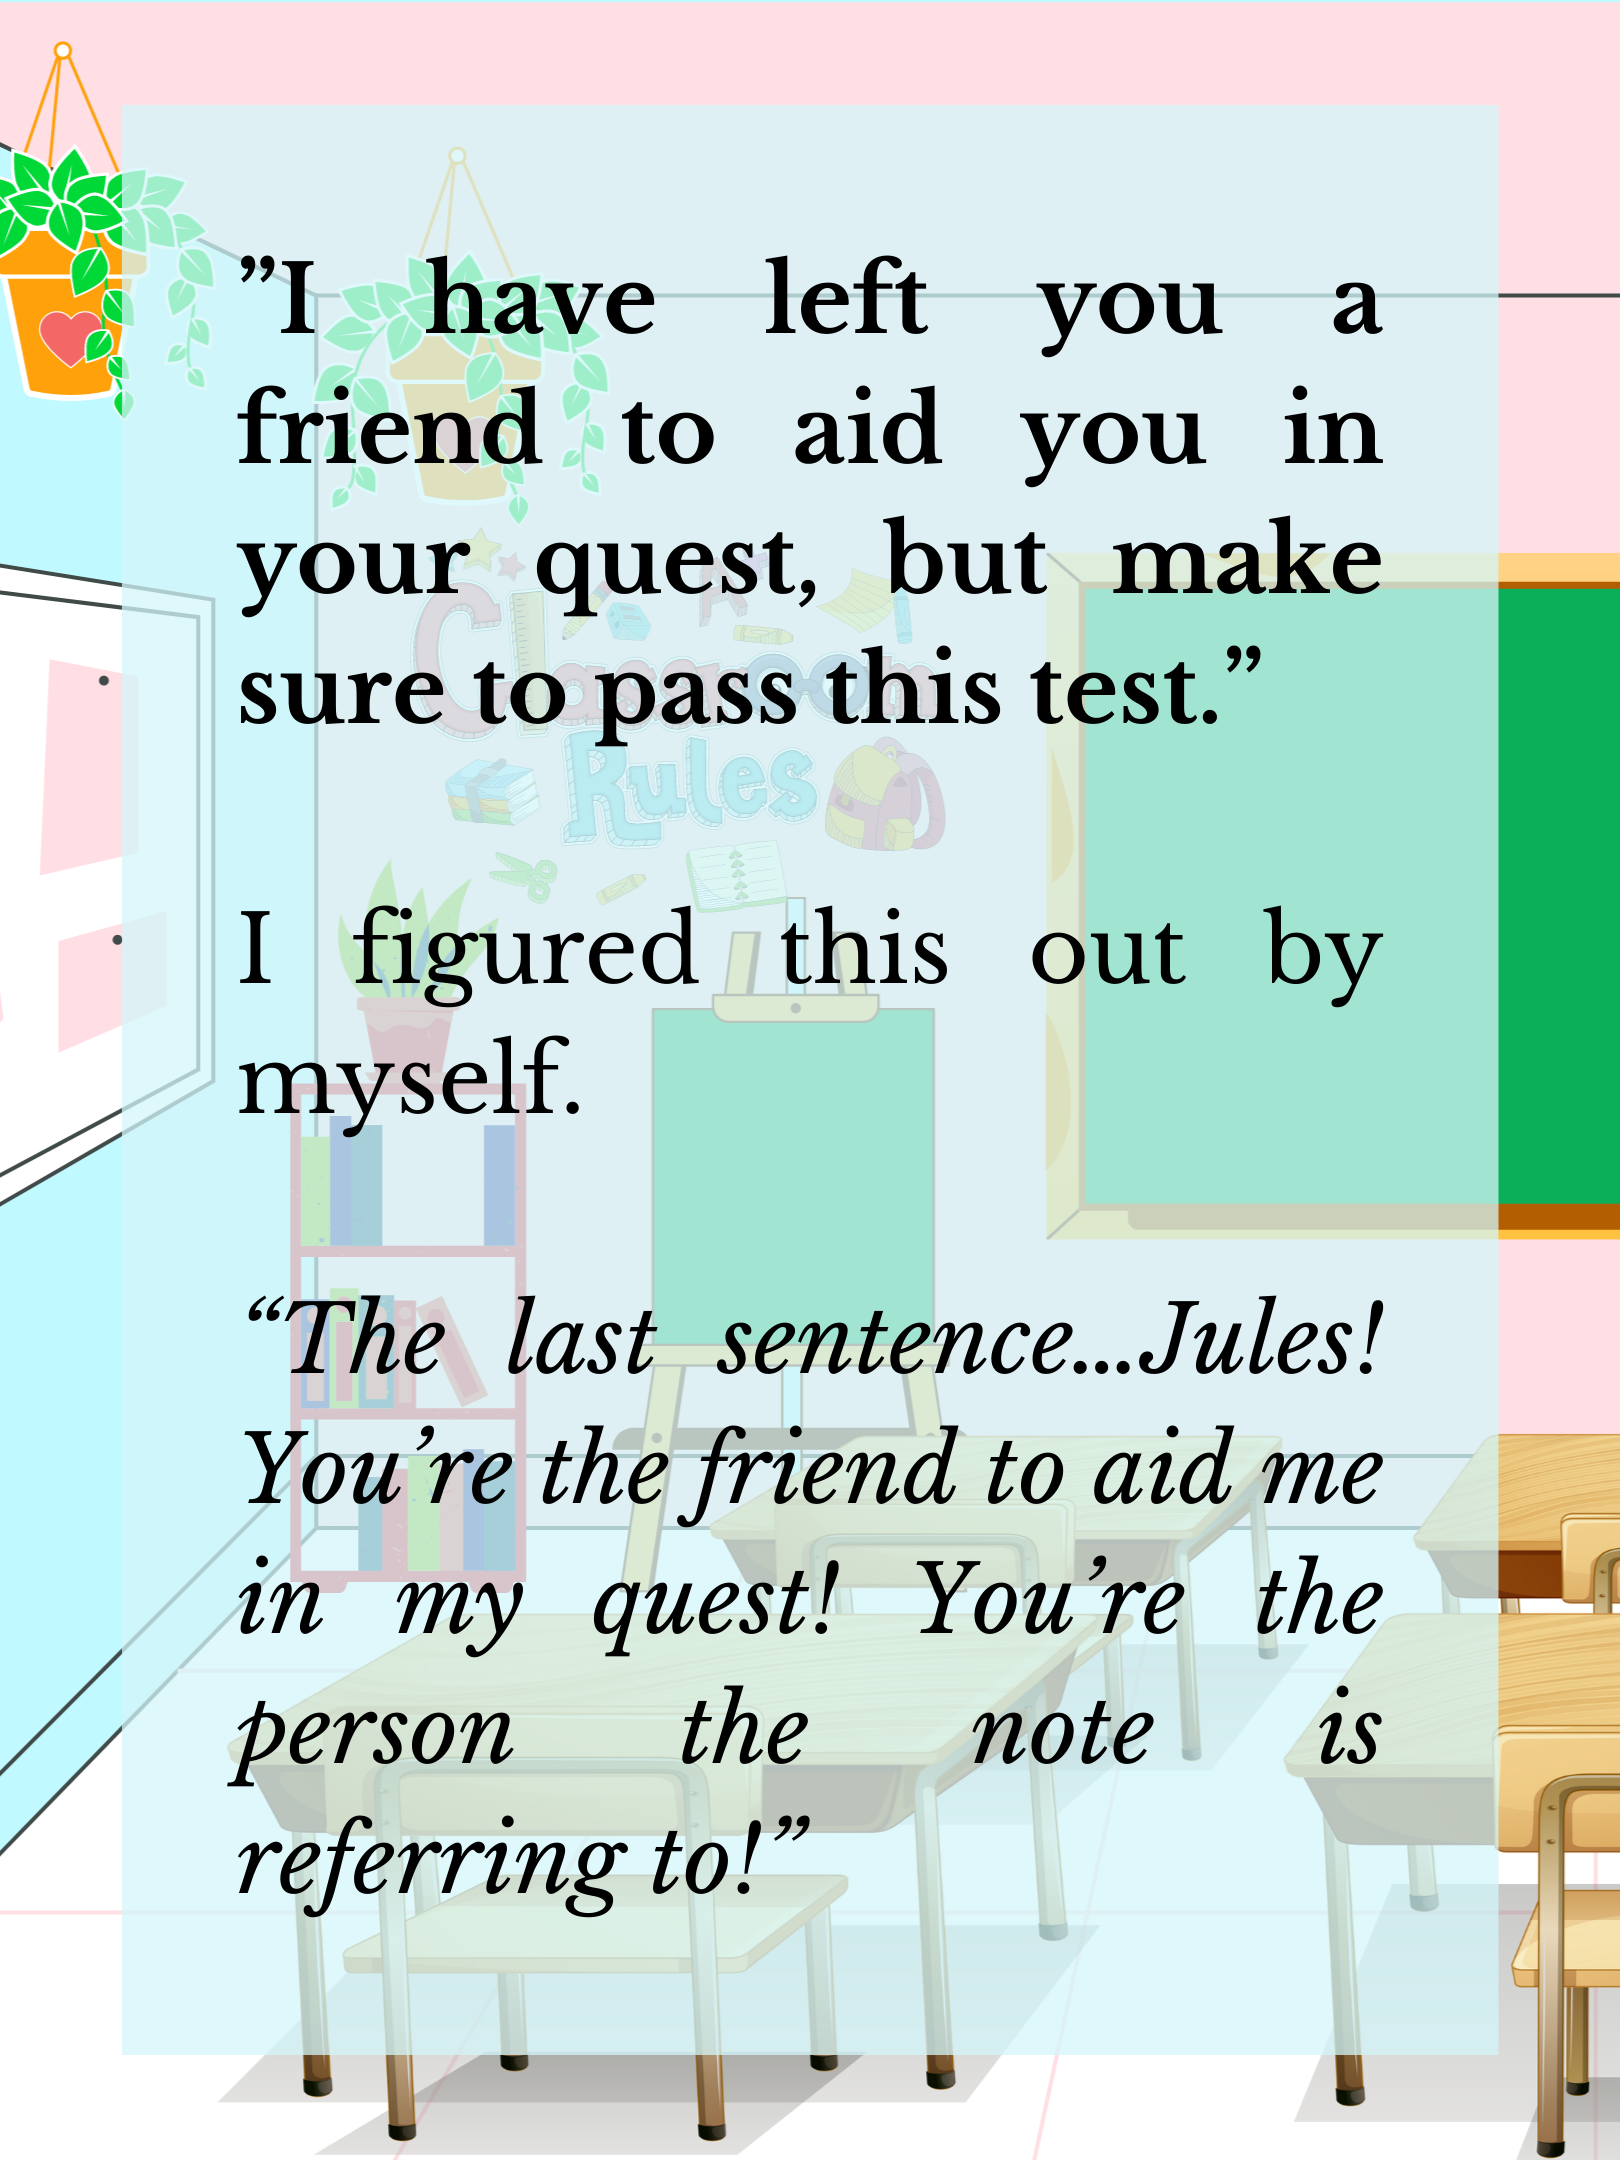 ”I have left you a
friend to aid you in
your quest, but make
sure to pass this test.”
I figured this out by
myself.
“The last sentence...Jules!
You’re the friend to aid me
in my quest! You’re the
person the note is
referring to!”
Classroom
Rules